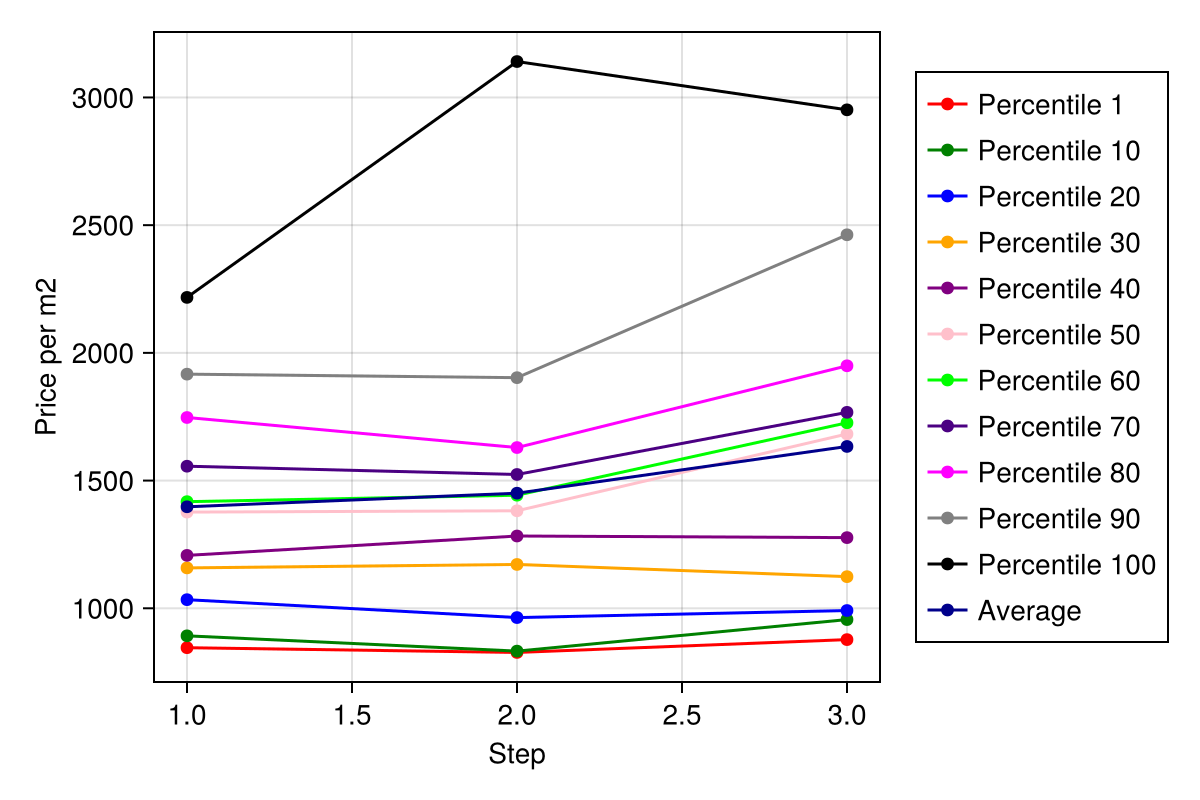 3000
2500
2000
1500
1000
Price per m2
1.0 1.5 2.0 2.5 3.0
Step
Percentile 1
Percentile 10
Percentile 20
Percentile 30
Percentile 40
Percentile 50
Percentile 60
Percentile 70
Percentile 80
Percentile 90
Percentile 100
Average